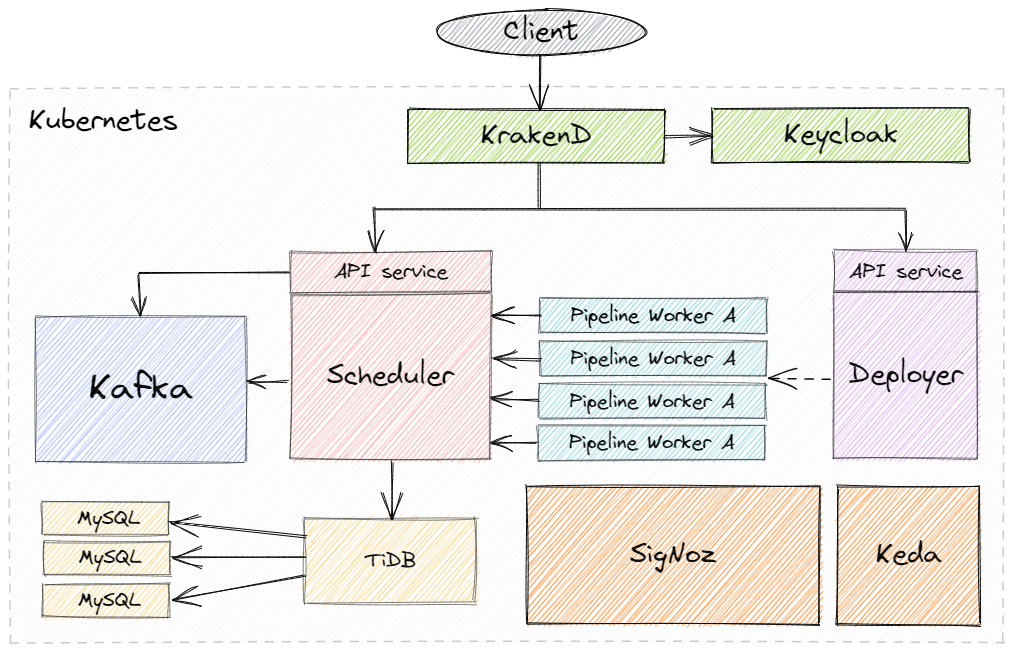 Client
Kubernetes
KrakenD
Keycloak
API service
API service
Pipeline Worker A
Pipeline Worker A
Pipeline Worker A
Pipeline Worker A
Scheduler
Kafka
Deployer
MySQL
MySQL
MySQL
TiDB
SigNoz
Keda